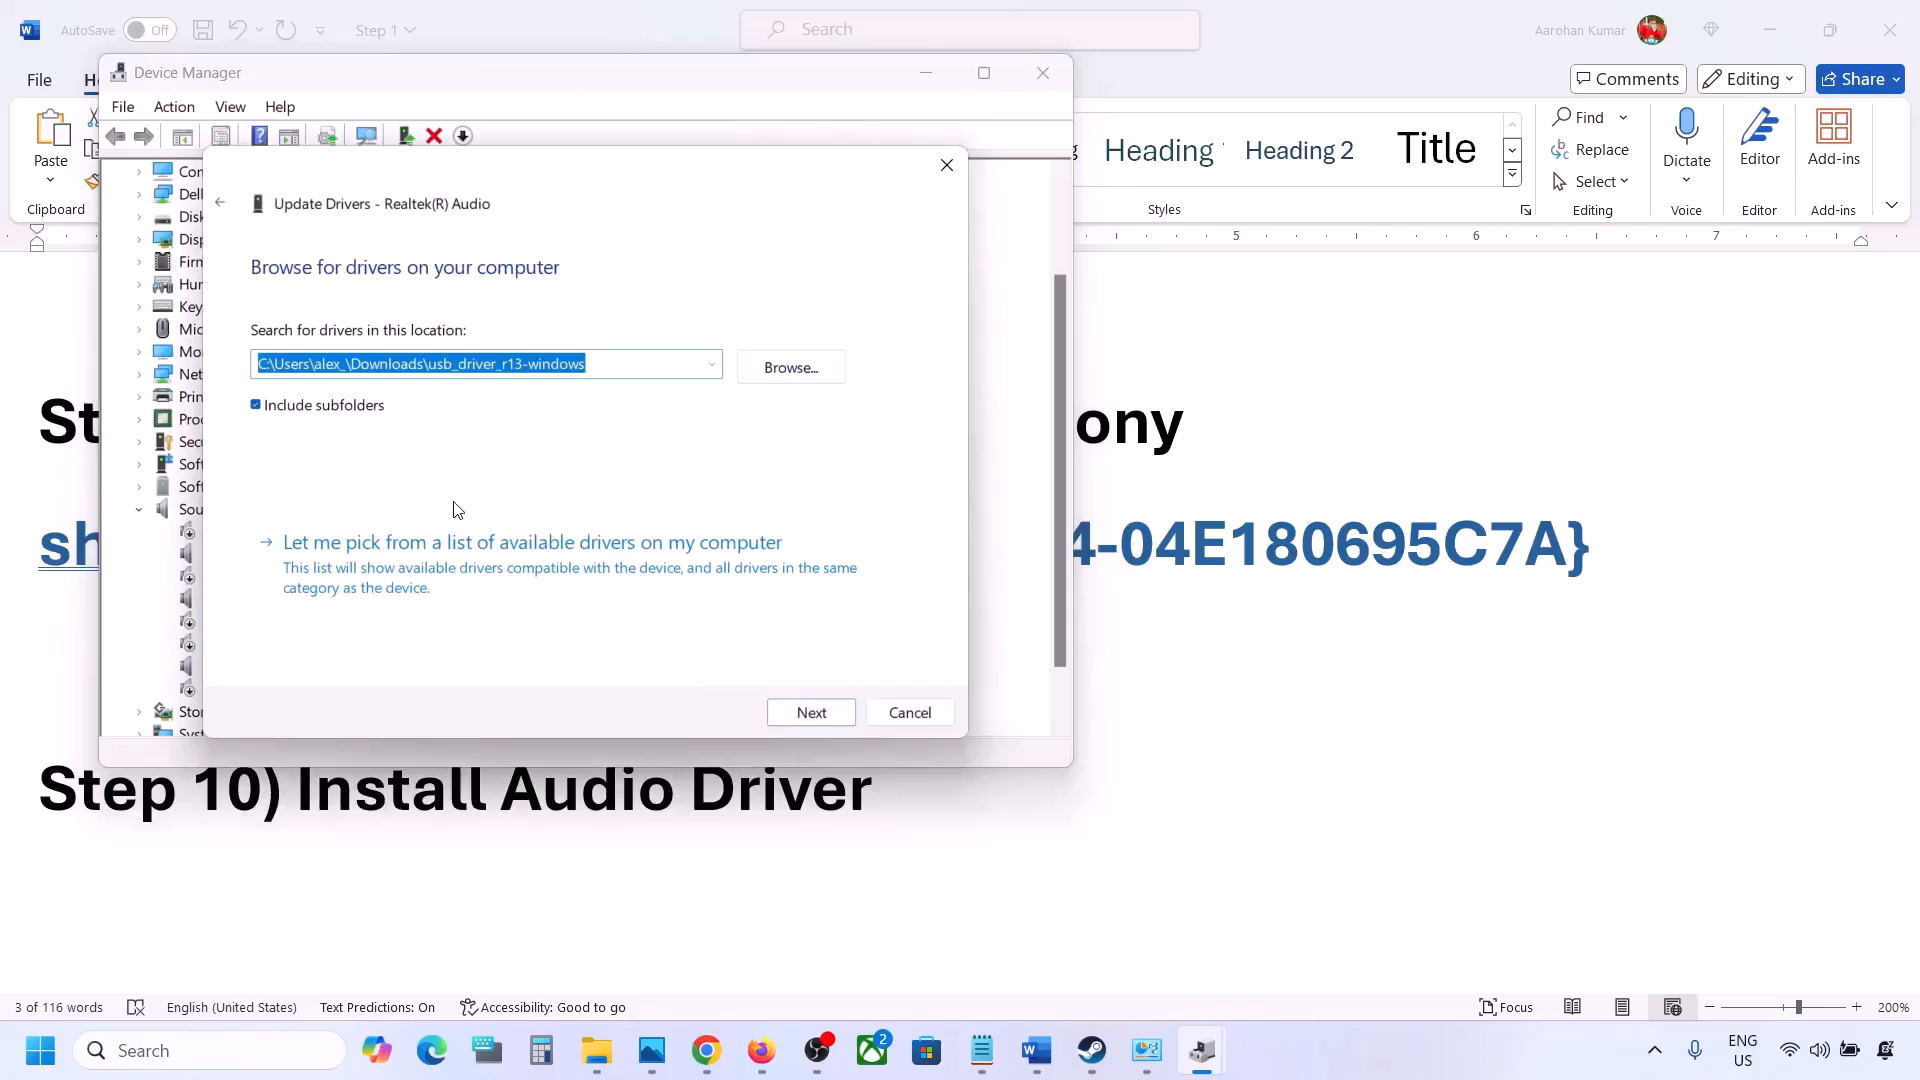 AutoSave Off Step 1 Search Aarohan Kumar
File Comments Editing Share
Device Manager
File Action View Help
Paste
Clipboard
Heading Heading 2 Title
Styles
Find
Replace
Select
Editing
Dictate
Voice
Editor
Editor
Add-ins
Add-ins
5 6 7
Update Drivers - Realtek(R) Audio
Browse for drivers on your computer
Search for drivers in this location:
C:\Users\alex_\Downloads\usb_driver_r13-windows
Browse...
Include subfolders
Let me pick from a list of available drivers on my computer
This list will show available drivers compatible with the device, and all drivers in the same
category as the device.
Next Cancel
4-04E180695C7A}
Step 10) Install Audio Driver
3 of 116 words English (United States) Text Predictions: On Accessibility: Good to go Focus 200%
Search 2 ENG
US